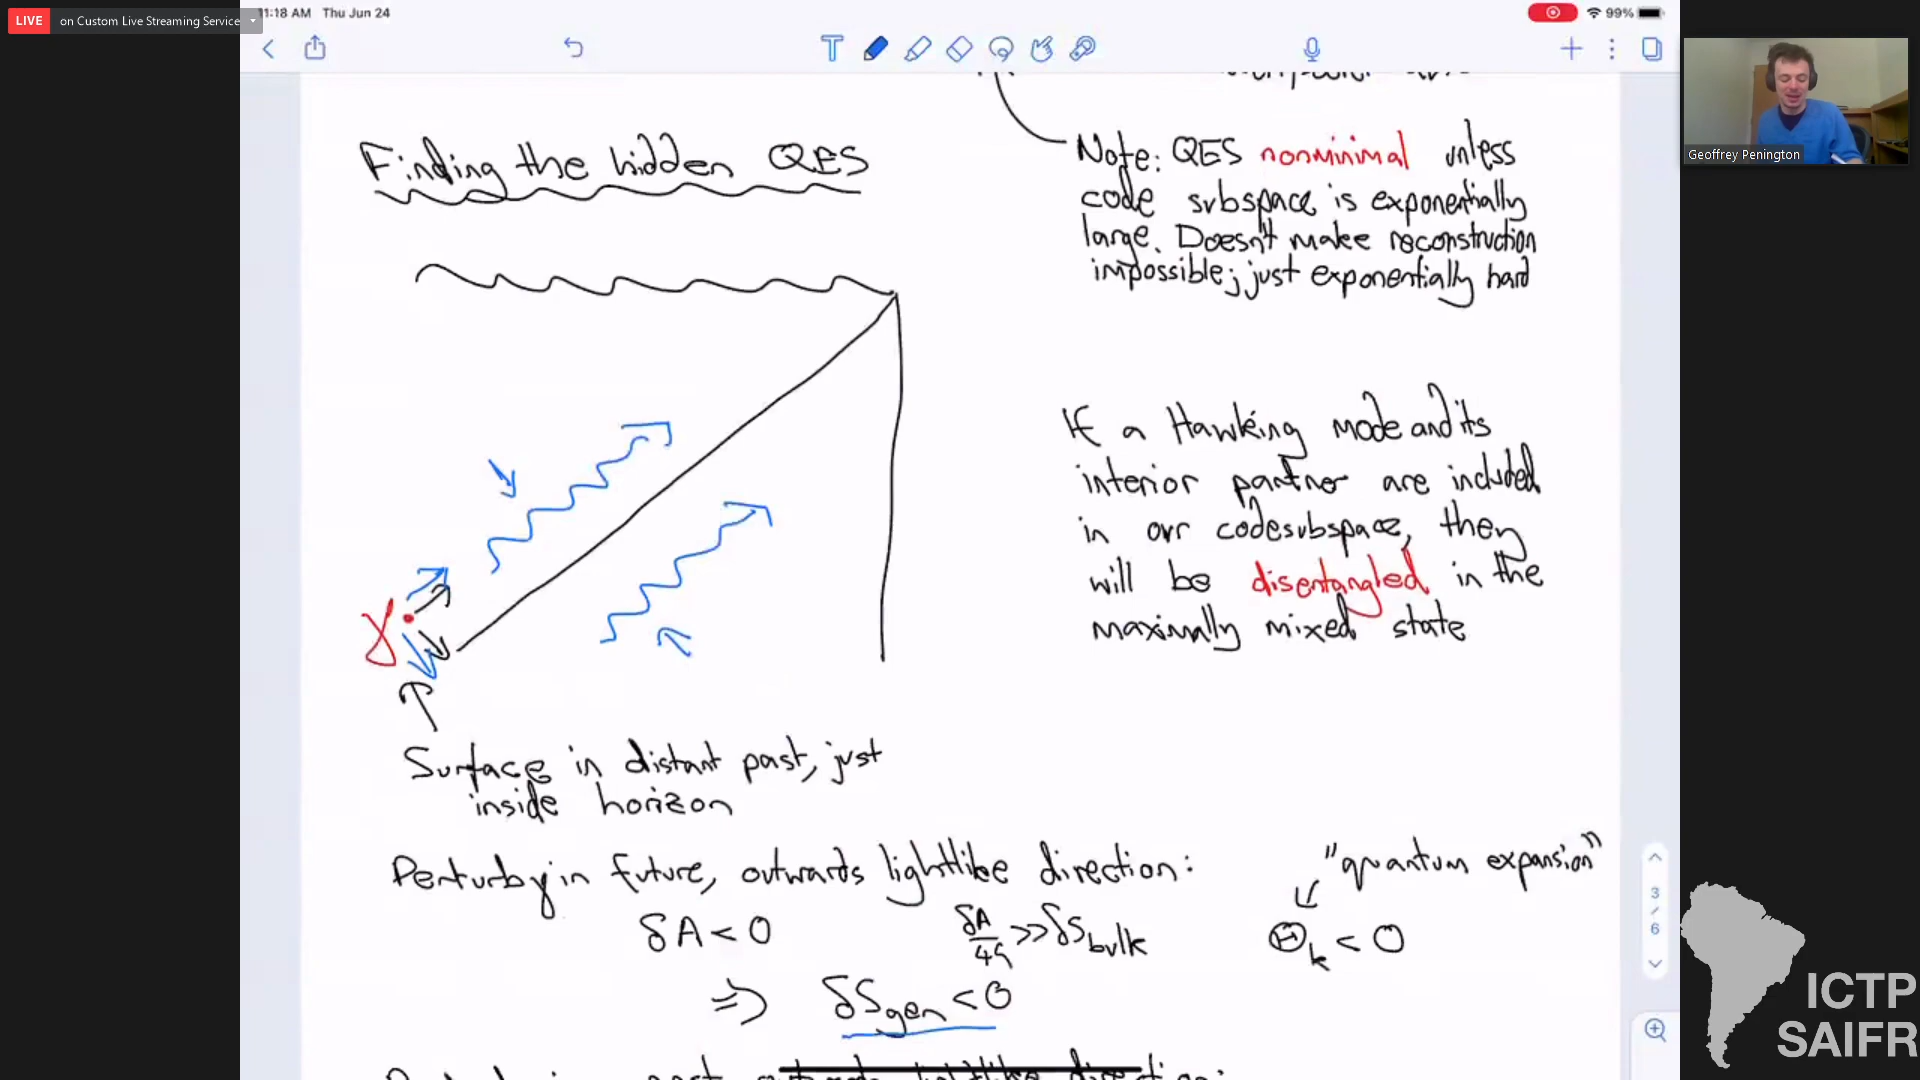 LIVE on Custom Live Streaming Service
11:18 AM Thu Jun 24
99%
Geoffrey Penington
Finding the hidden QES
Note: QES nonminimal unless
code subspace is exponentially
large. Doesn't make reconstruction
impossible; just exponentially hard
If a Hawking mode and its
interior partner are included
in our codesubspace, they
will be disentangled in the
maximally mixed state
γ
Surface in distant past, just
inside horizon
Perturb in future, outwards lightlike direction:
"quantum expansion"
δA < 0
δA/4G >> δS_bulk
Θ_k < 0
⇒ δS_gen < 0
3
/
6
ICTP
SAIFR